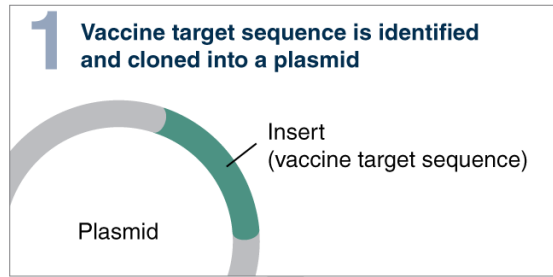 1
Vaccine target sequence is identified
and cloned into a plasmid
Insert
(vaccine target sequence)
Plasmid